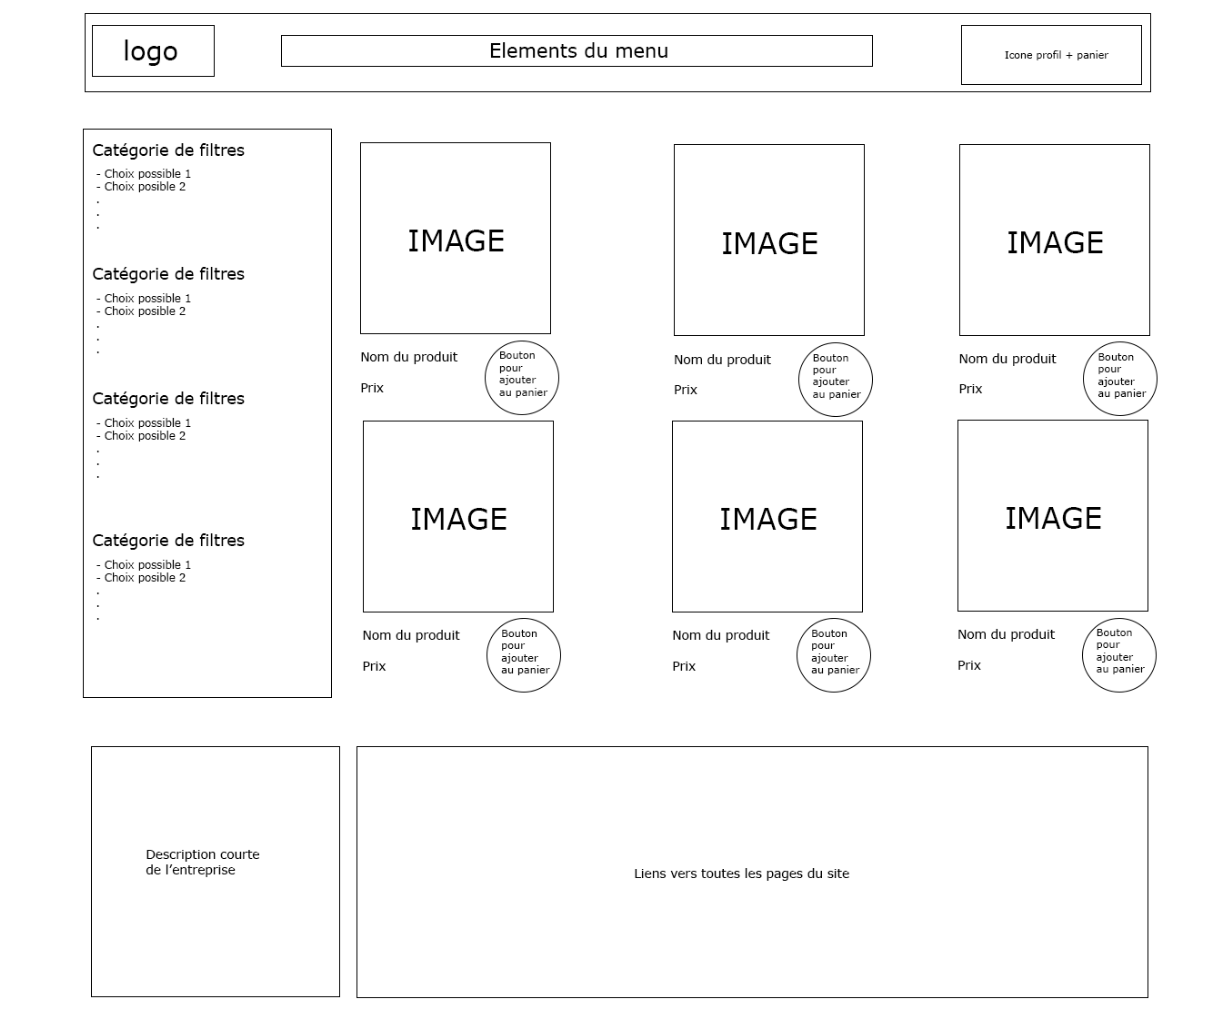 logo
Elements du menu
Icone profil + panier
Catégorie de filtres
- Choix possible 1
- Choix posible 2
.
.
.
Catégorie de filtres
- Choix possible 1
- Choix posible 2
.
.
.
Catégorie de filtres
- Choix possible 1
- Choix posible 2
.
.
.
Catégorie de filtres
- Choix possible 1
- Choix posible 2
.
.
.
IMAGE
Nom du produit
Prix
Bouton
pour
ajouter
au panier
IMAGE
Nom du produit
Prix
Bouton
pour
ajouter
au panier
IMAGE
Nom du produit
Prix
Bouton
pour
ajouter
au panier
IMAGE
Nom du produit
Prix
Bouton
pour
ajouter
au panier
IMAGE
Nom du produit
Prix
Bouton
pour
ajouter
au panier
IMAGE
Nom du produit
Prix
Bouton
pour
ajouter
au panier
Description courte
de l’entreprise
Liens vers toutes les pages du site